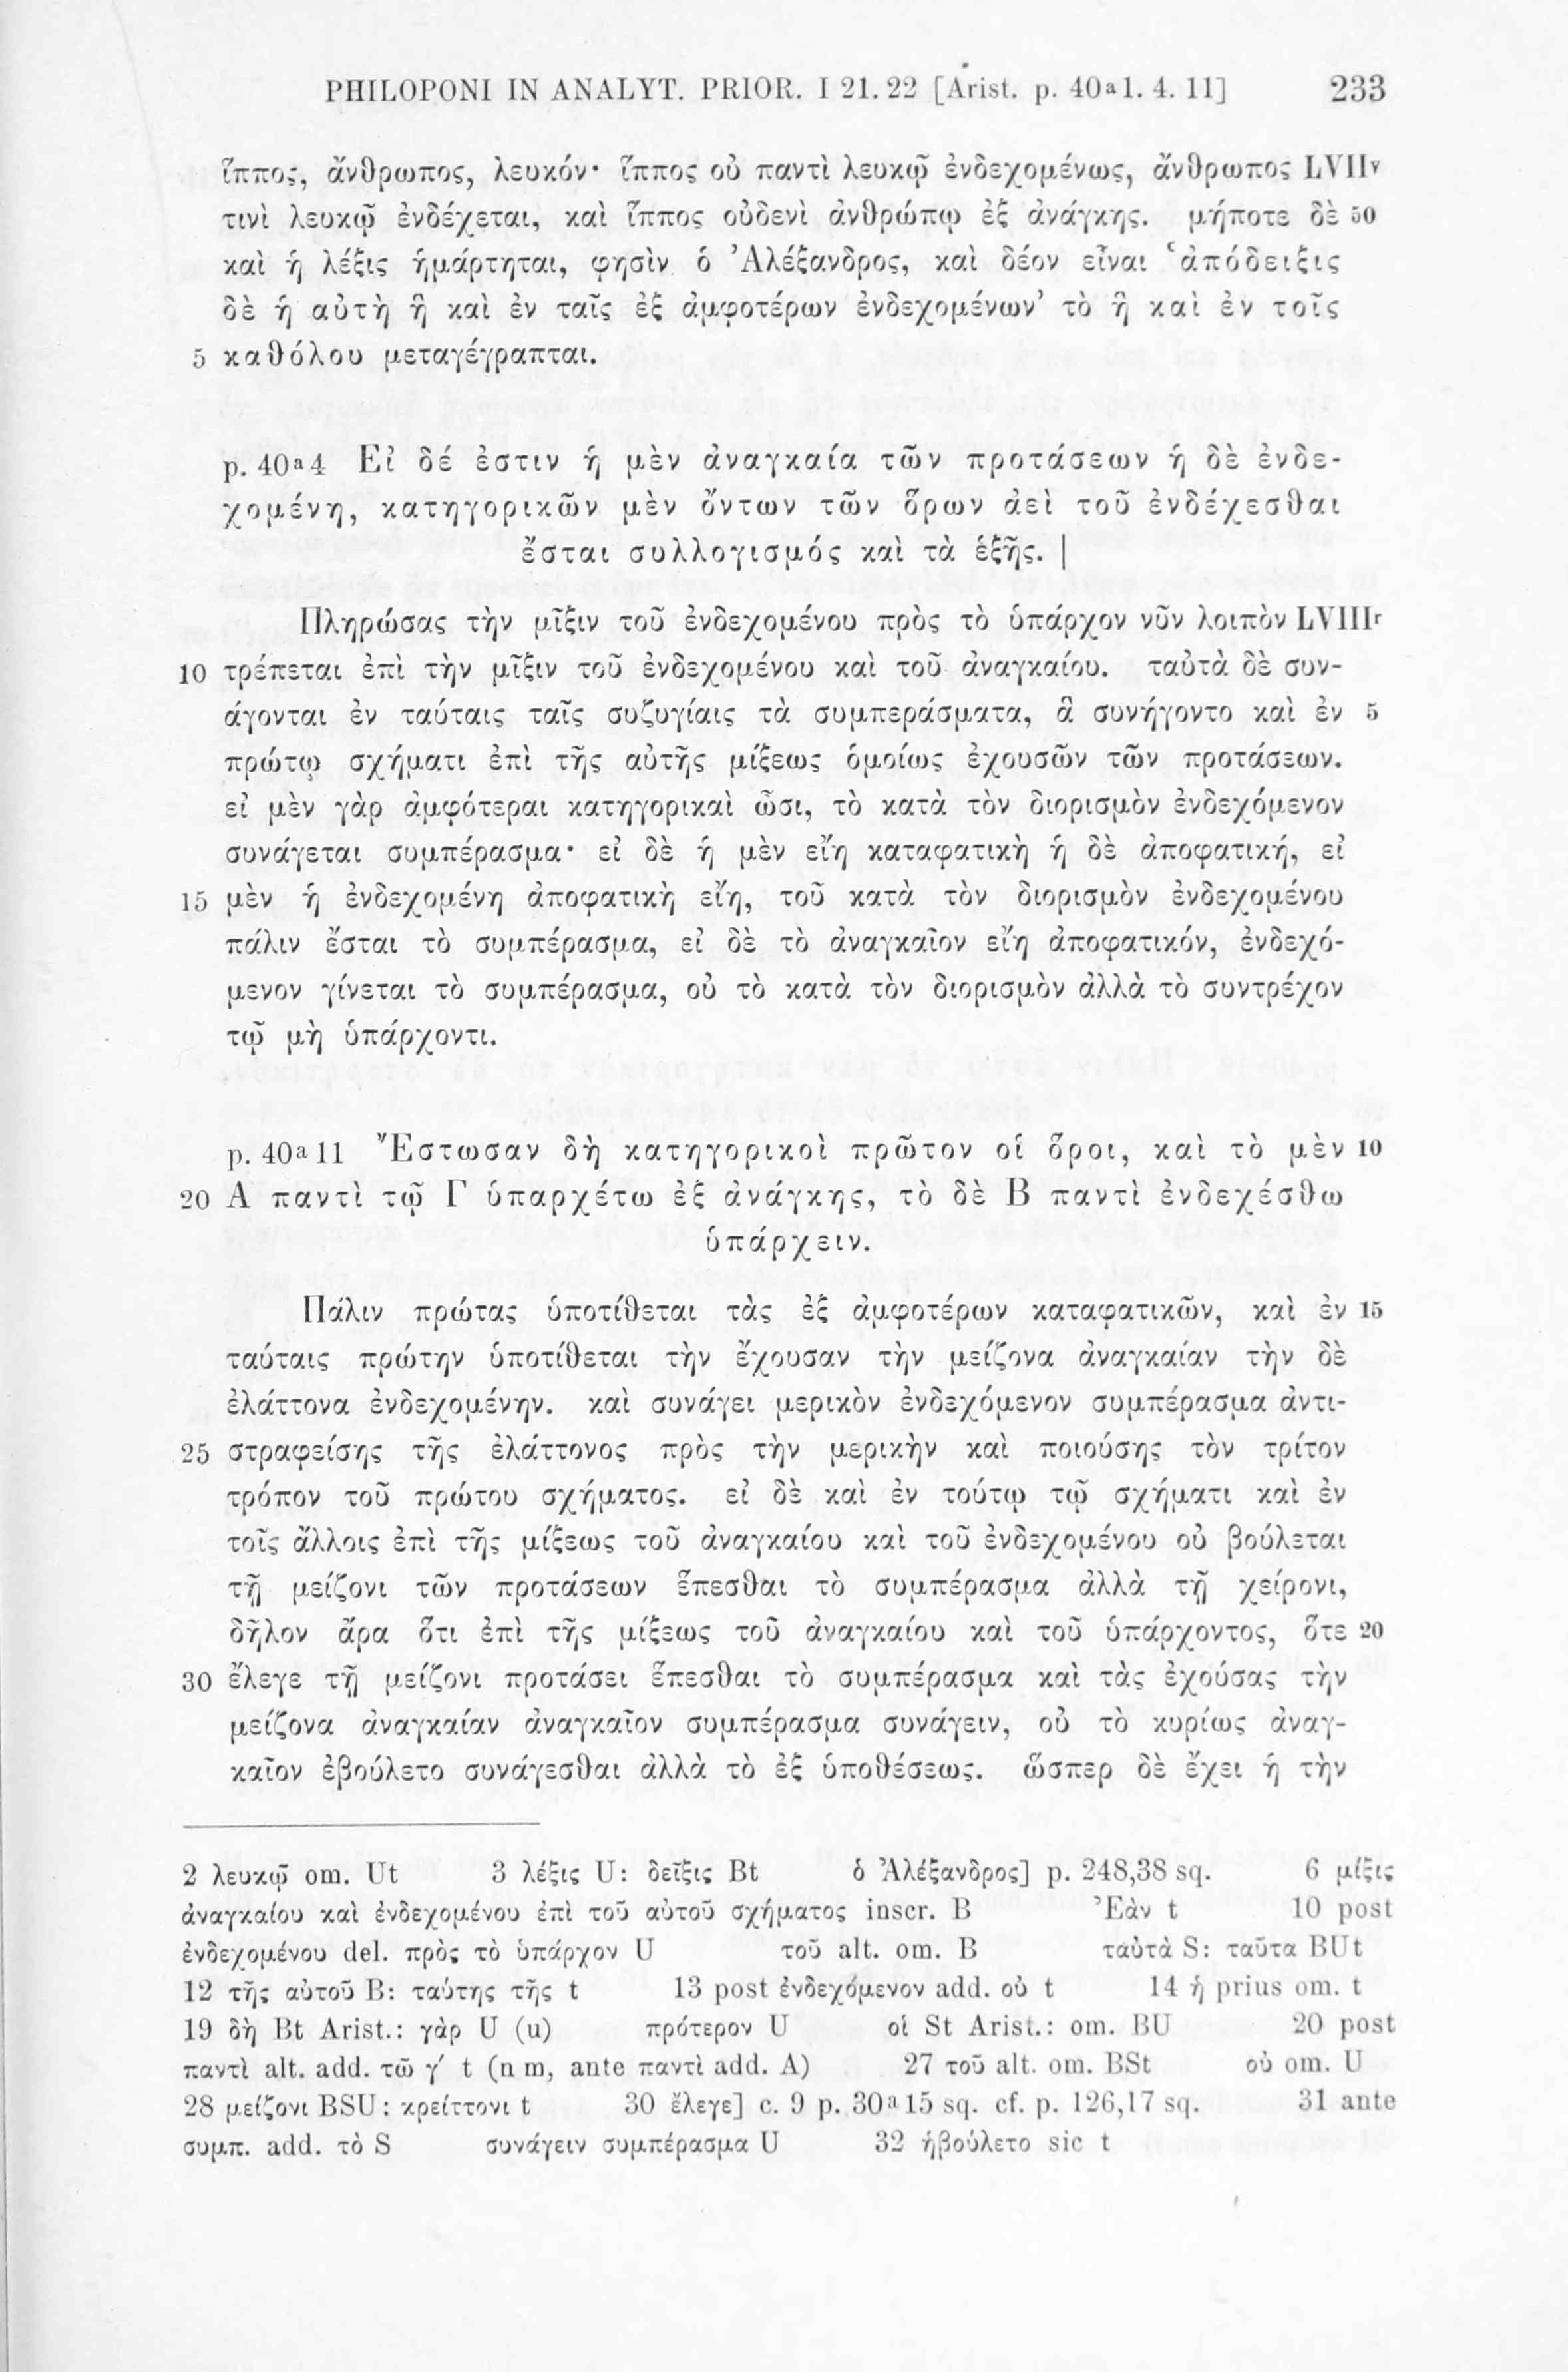 PHILOPONI IN ANALYT. PRIOR. I 21. 22 [Arist. p. 40a1. 4. 11] 233
ἵππος, ἄνθρωπος, λευκόν· ἵππος οὐ παντὶ λευκῷ ἐνδεχομένως, ἄνθρωπος LVIIv
τινὶ λευκῷ ἐνδέχεται, καὶ ἵππος οὐδενὶ ἀνθρώπῳ ἐξ ἀνάγκης. μήποτε δὲ 50
καὶ ἡ λέξις ἡμάρτηται, φησὶν ὁ Ἀλέξανδρος, καὶ δέον εἶναι ‘ἀπόδειξις
δὲ ἡ αὐτὴ ἣ καὶ ἐν ταῖς ἐξ ἀμφοτέρων ἐνδεχομένων’ τὸ ἣ καὶ ἐν τοῖς
5 καθόλου μεταγέγραπται.
p. 40a4 Εἰ δέ ἐστιν ἡ μὲν ἀναγκαία τῶν προτάσεων ἡ δὲ ἐνδε-
χομένη, κατηγορικῶν μὲν ὄντων τῶν ὅρων ἀεὶ τοῦ ἐνδέχεσθαι
ἔσται συλλογισμός καὶ τὰ ἑξῆς. |
Πληρώσας τὴν μῖξιν τοῦ ἐνδεχομένου πρὸς τὸ ὑπάρχον νῦν λοιπὸν LVIIIr
10 τρέπεται ἐπὶ τὴν μῖξιν τοῦ ἐνδεχομένου καὶ τοῦ ἀναγκαίου. ταὐτὰ δὲ συν-
άγονται ἐν ταύταις ταῖς συζυγίαις τὰ συμπεράσματα, ἃ συνήγοντο καὶ ἐν 5
πρώτῳ σχήματι ἐπὶ τῆς αὐτῆς μίξεως ὁμοίως ἐχουσῶν τῶν προτάσεων.
εἰ μὲν γὰρ ἀμφότεραι κατηγορικαὶ ὦσι, τὸ κατὰ τὸν διορισμὸν ἐνδεχόμενον
συνάγεται συμπέρασμα· εἰ δὲ ἡ μὲν εἴη καταφατικὴ ἡ δὲ ἀποφατική, εἰ
15 μὲν ἡ ἐνδεχομένη ἀποφατικὴ εἴη, τοῦ κατὰ τὸν διορισμὸν ἐνδεχομένου
πάλιν ἔσται τὸ συμπέρασμα, εἰ δὲ τὸ ἀναγκαῖον εἴη ἀποφατικόν, ἐνδεχό-
μενον γίνεται τὸ συμπέρασμα, οὐ τὸ κατὰ τὸν διορισμὸν ἀλλὰ τὸ συντρέχον
τῷ μὴ ὑπάρχοντι.
p. 40a11 Ἔστωσαν δὴ κατηγορικοὶ πρῶτον οἱ ὅροι, καὶ τὸ μὲν 10
20 Α παντὶ τῷ Γ ὑπαρχέτω ἐξ ἀνάγκης, τὸ δὲ Β παντὶ ἐνδεχέσθω
ὑπάρχειν.
Πάλιν πρώτας ὑποτίθεται τὰς ἐξ ἀμφοτέρων καταφατικῶν, καὶ ἐν 15
ταύταις πρώτην ὑποτίθεται τὴν ἔχουσαν τὴν μείζονα ἀναγκαίαν τὴν δὲ
ἐλάττονα ἐνδεχομένην. καὶ συνάγει μερικὸν ἐνδεχόμενον συμπέρασμα ἀντι-
25 στραφείσης τῆς ἐλάττονος πρὸς τὴν μερικὴν καὶ ποιούσης τὸν τρίτον
τρόπον τοῦ πρώτου σχήματος. εἰ δὲ καὶ ἐν τούτῳ τῷ σχήματι καὶ ἐν
τοῖς ἄλλοις ἐπὶ τῆς μίξεως τοῦ ἀναγκαίου καὶ τοῦ ἐνδεχομένου οὐ βούλεται
τῇ μείζονι τῶν προτάσεων ἕπεσθαι τὸ συμπέρασμα ἀλλὰ τῇ χείρονι,
δῆλον ἄρα ὅτι ἐπὶ τῆς μίξεως τοῦ ἀναγκαίου καὶ τοῦ ὑπάρχοντος, ὅτε 20
30 ἔλεγε τῇ μείζονι προτάσει ἕπεσθαι τὸ συμπέρασμα καὶ τὰς ἐχούσας τὴν
μείζονα ἀναγκαίαν ἀναγκαῖον συμπέρασμα συνάγειν, οὐ τὸ κυρίως ἀναγ-
καῖον ἐβούλετο συνάγεσθαι ἀλλὰ τὸ ἐξ ὑποθέσεως. ὥσπερ δὲ ἔχει ἡ τὴν
2 λευκῷ om. Ut 3 λέξις U: δεῖξις Bt ὁ Ἀλέξανδρος] p. 248,38 sq. 6 μίξις
ἀναγκαίου καὶ ἐνδεχομένου ἐπὶ τοῦ αὐτοῦ σχήματος inscr. B Ἐὰν t 10 post
ἐνδεχομένου del. πρὸς τὸ ὑπάρχον U τοῦ alt. om. B ταὐτὰ S: ταῦτα BUt
12 τῆς αὐτοῦ B: ταύτης τῆς t 13 post ἐνδεχόμενον add. οὐ t 14 ἡ prius om. t
19 δὴ Bt Arist.: γὰρ U (u) πρότερον U οἱ St Arist.: om. BU 20 post
παντὶ alt. add. τῶ γ′ t (n m, ante παντὶ add. A) 27 τοῦ alt. om. BSt οὐ om. U
28 μείζονι BSU: κρείττονι t 30 ἔλεγε] c. 9 p. 30a15 sq. cf. p. 126,17 sq. 31 ante
συμπ. add. τὸ S συνάγειν συμπέρασμα U 32 ἠβούλετο sic t